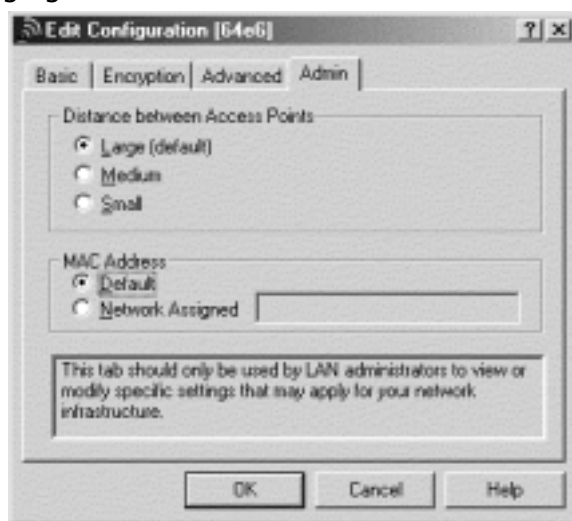 Edit Configuration [64e6]
Basic Encryption Advanced Admin
Distance between Access Points
Large (default)
Medium
Small
MAC Address
Default
Network Assigned
This tab should only be used by LAN administrators to view or
modify specific settings that may apply for your network
infrastructure.
OK Cancel Help